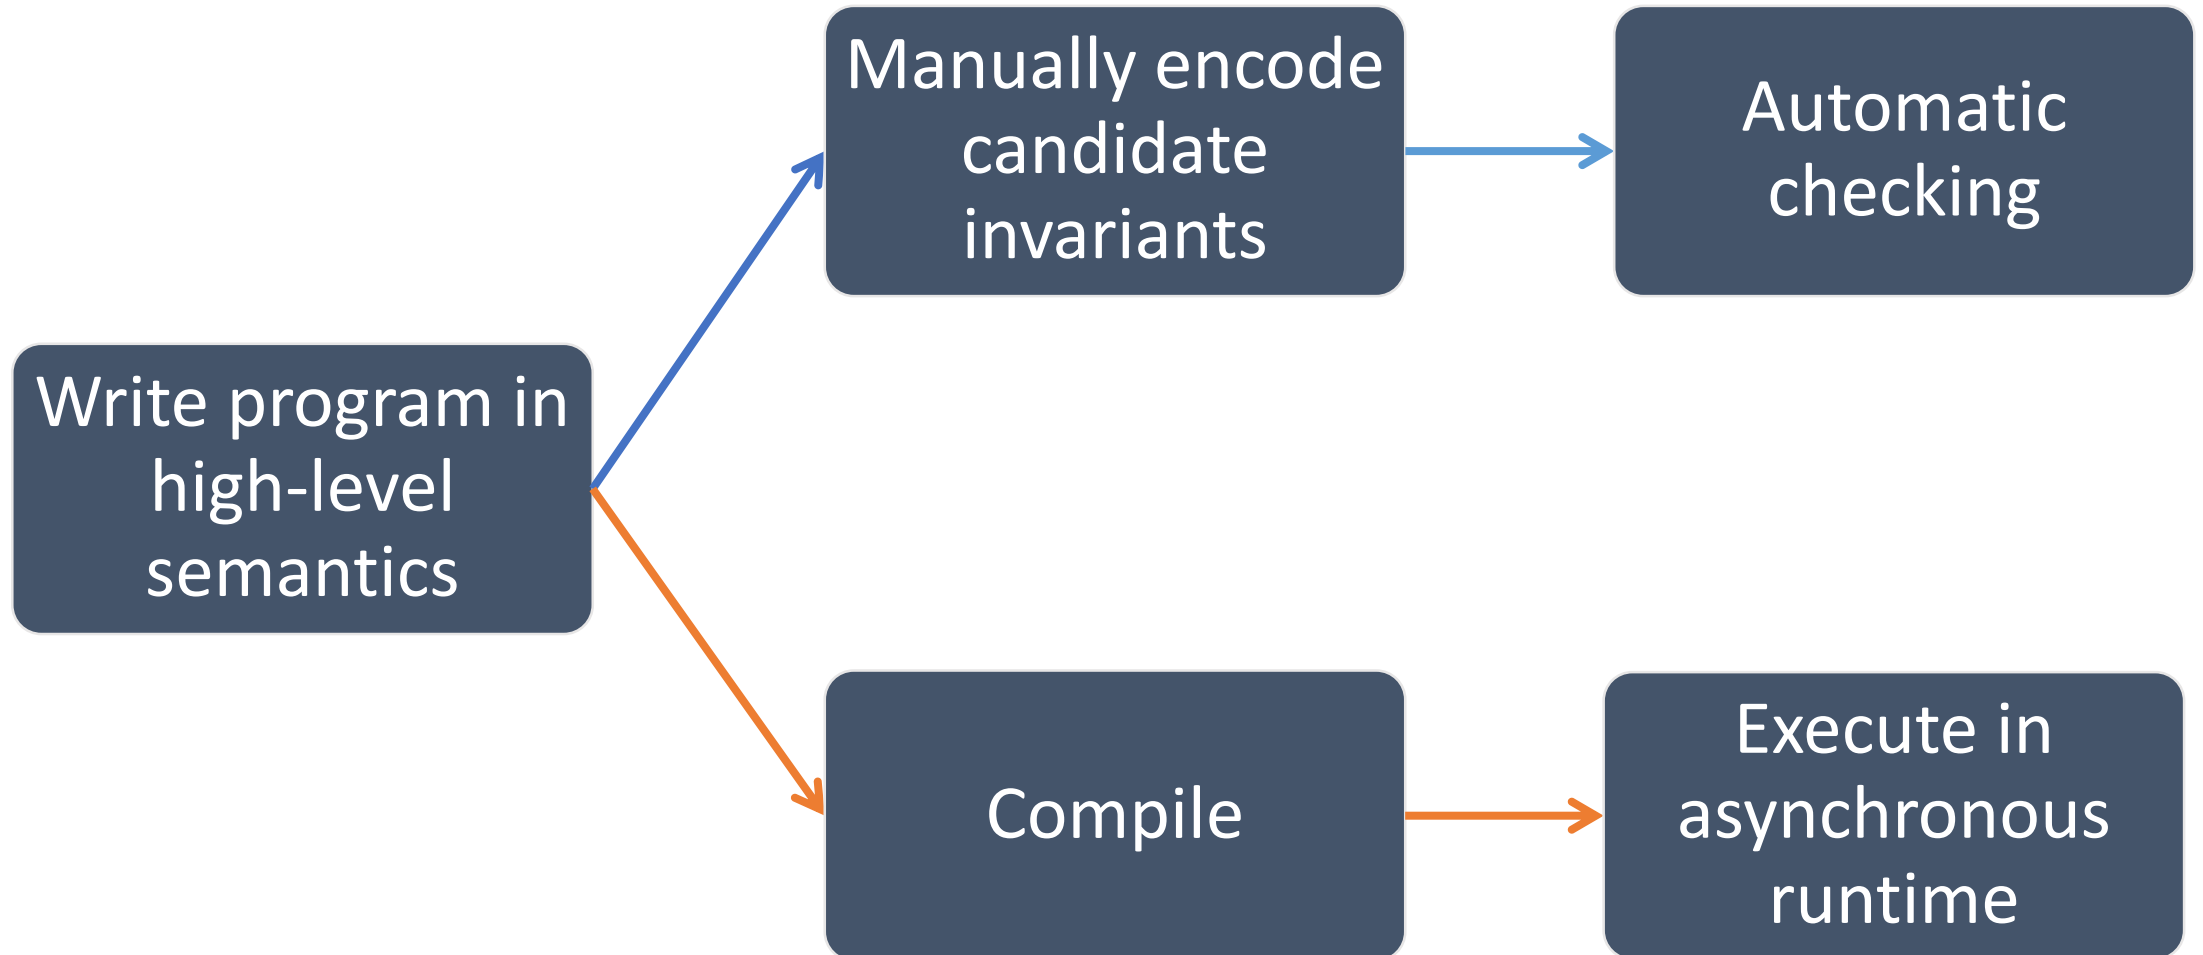 Manually encode
candidate
invariants
Automatic
checking
Write program in
high-level
semantics
Compile
Execute in
asynchronous
runtime